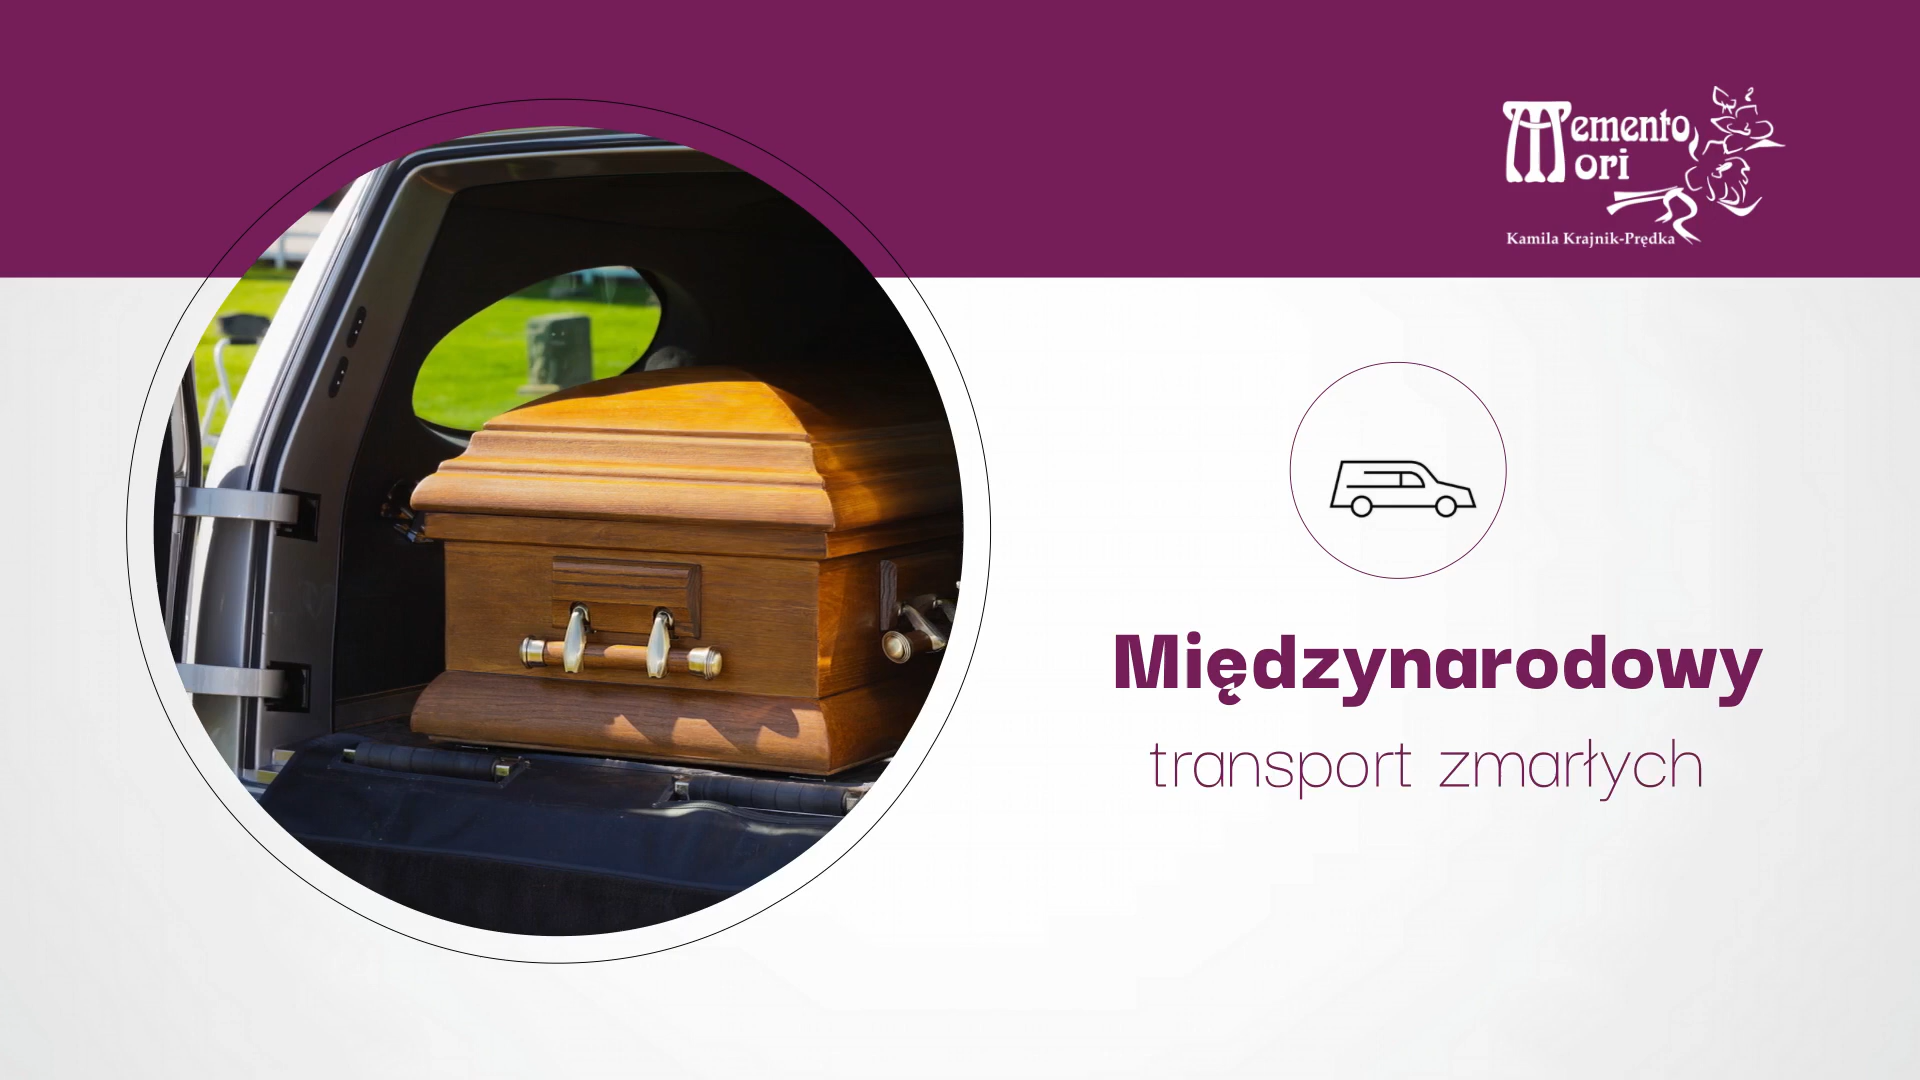 Memento
Mori
Kamila Krajnik-Prędka
Międzynarodowy
transport zmarłych